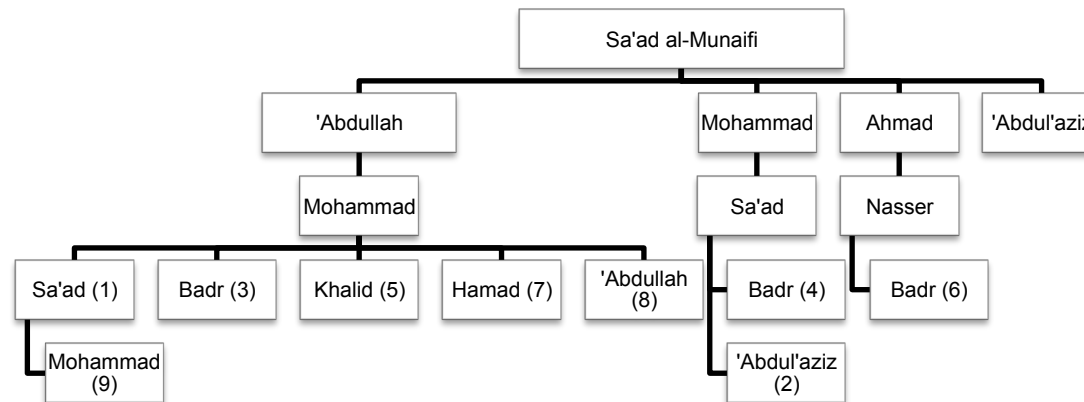 Sa'ad al-Munaifi
'Abdullah
Mohammad
Ahmad
'Abdul'aziz
Mohammad
Sa'ad
Nasser
Sa'ad (1)
Badr (3)
Khalid (5)
Hamad (7)
'Abdullah
(8)
Badr (4)
Badr (6)
Mohammad
(9)
'Abdul'aziz
(2)